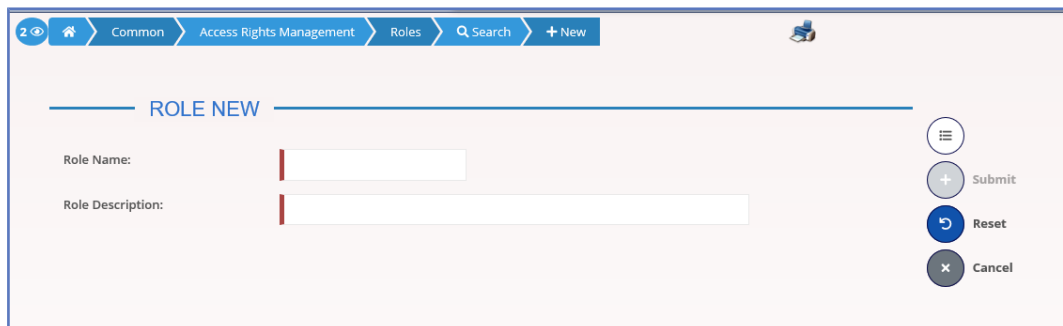 2 Common Access Rights Management Roles Search New
ROLE NEW
Role Name:
Role Description:
Submit
Reset
Cancel